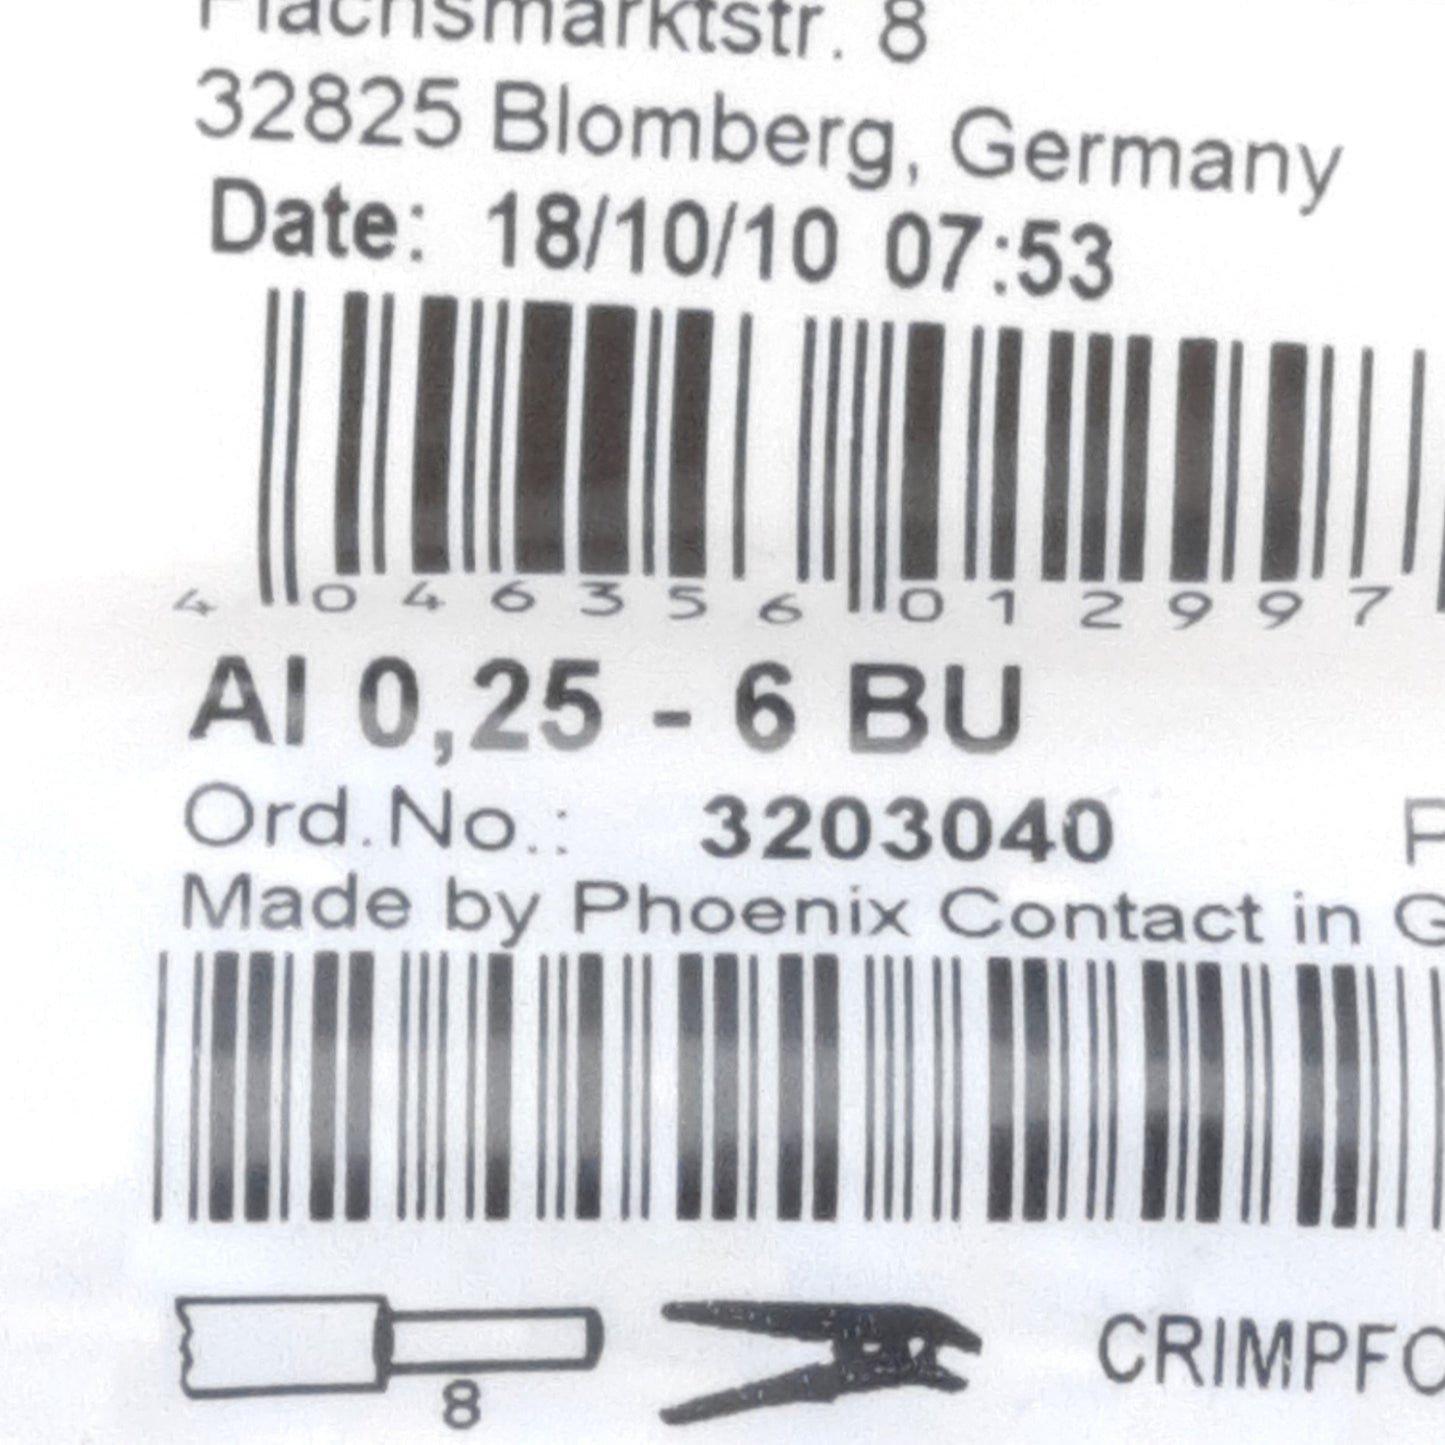 Flachsmarktstr. 8
32825 Blomberg, Germany
Date: 18/10/10 07:53
4 046356 012997
AI 0,25 - 6 BU
Ord.No.: 3203040
Made by Phoenix Contact in G
8
CRIMPFO